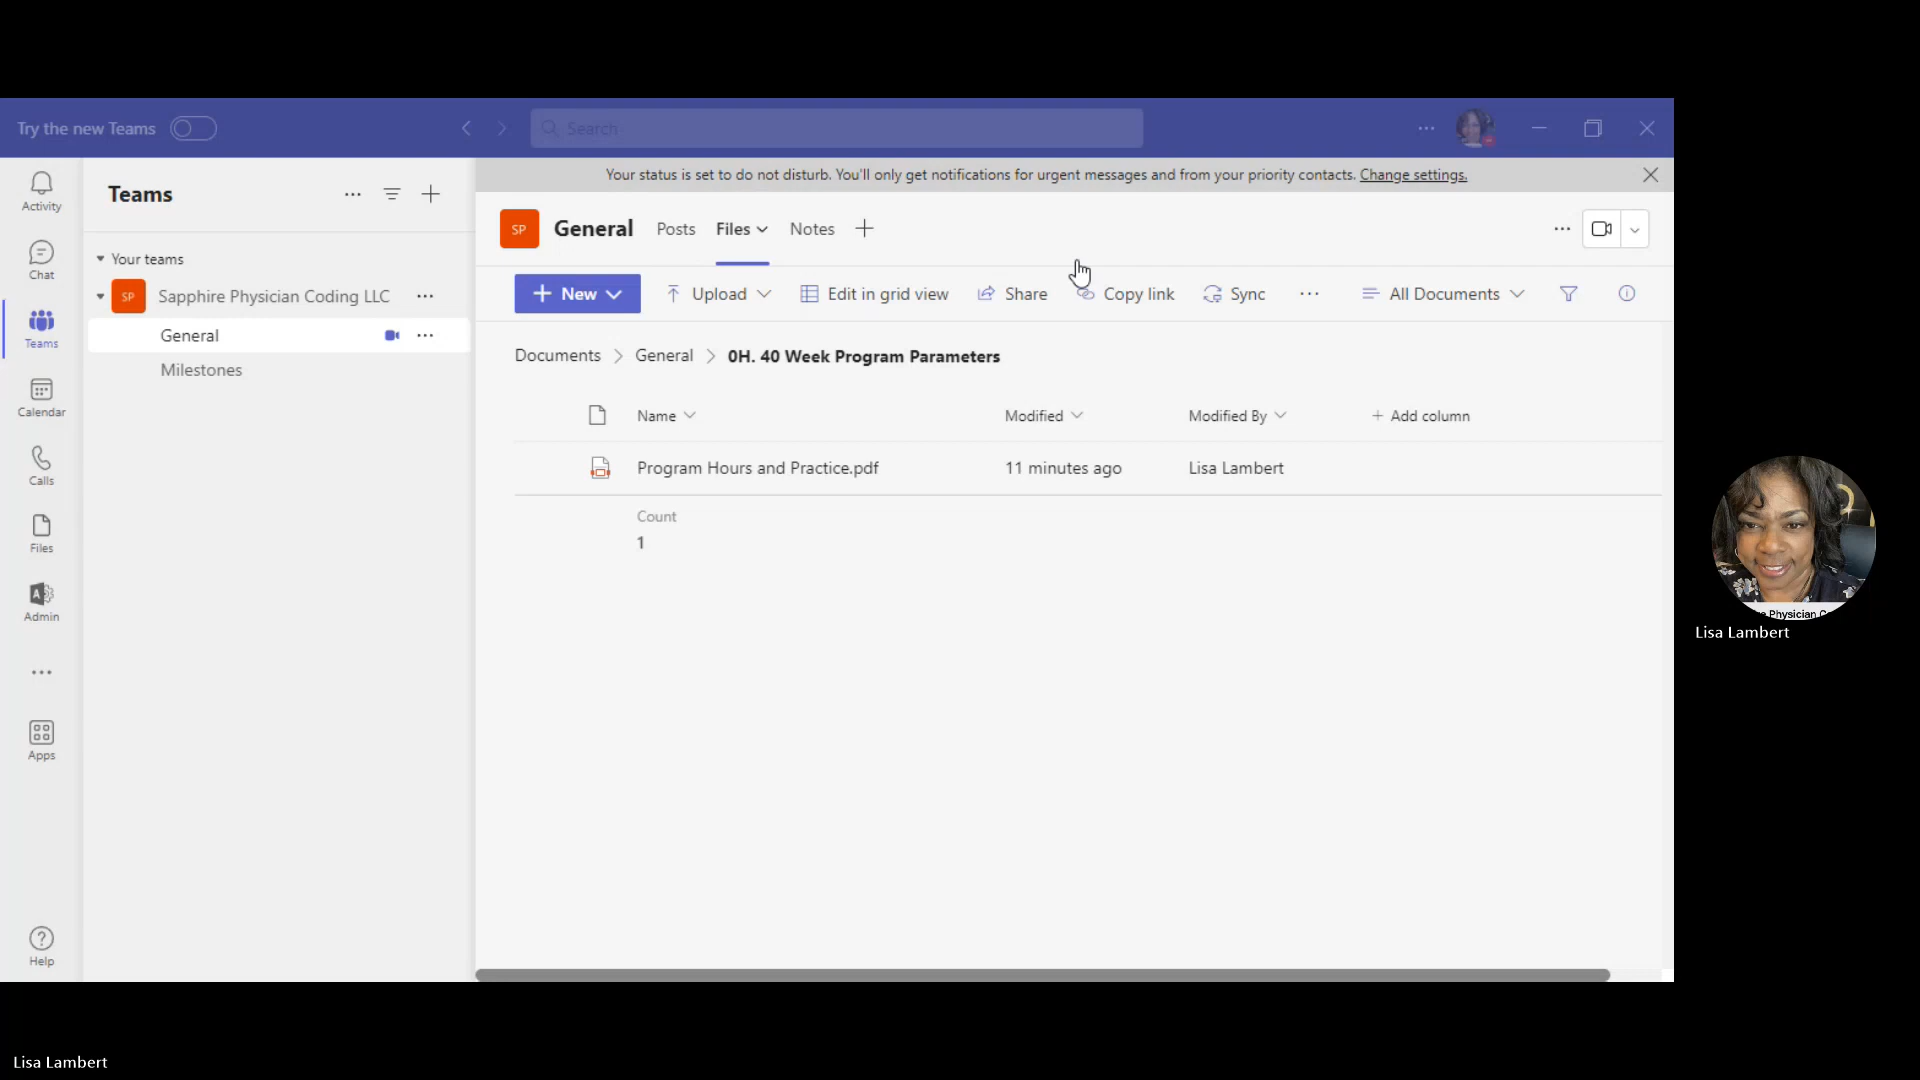 Try the new Teams
Search
Your status is set to do not disturb. You'll only get notifications for urgent messages and from your priority contacts. Change settings.
Activity
Chat
Teams
Calendar
Calls
Files
Admin
Apps
Help
Teams
Your teams
SP Sapphire Physician Coding LLC
General
Milestones
SP General Posts Files Notes
New Upload Edit in grid view Share Copy link Sync All Documents
Documents > General > 0H. 40 Week Program Parameters
Name Modified Modified By + Add column
Program Hours and Practice.pdf 11 minutes ago Lisa Lambert
Count
1
Physician
Lisa Lambert
Lisa Lambert